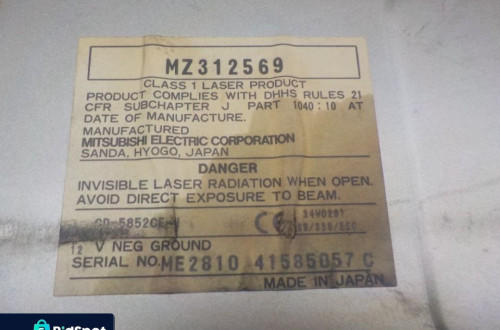 MZ312569
CLASS 1 LASER PRODUCT
PRODUCT COMPLIES WITH DHHS RULES 21
CFR SUBCHAPTER J PART 1040:10 AT
DATE OF MANUFACTURE.
MANUFACTURED
MITSUBISHI ELECTRIC CORPORATION
SANDA, HYOGO, JAPAN
DANGER
INVISIBLE LASER RADIATION WHEN OPEN.
AVOID DIRECT EXPOSURE TO BEAM.
CE
12 V NEG GROUND
SERIAL NO. ME2810 41585057 C
MADE IN JAPAN
BigSpot